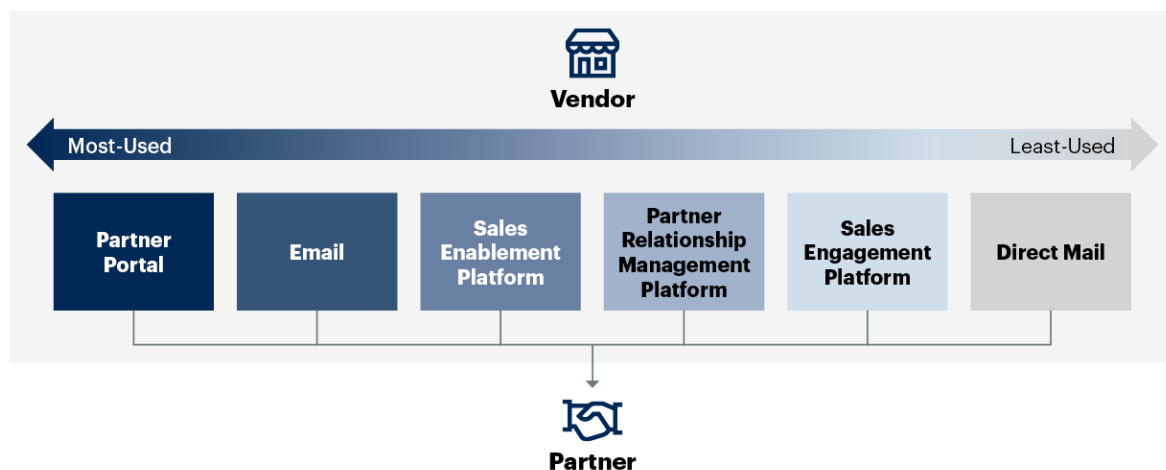 Vendor
Most-Used
Least-Used
Partner
Portal
Email
Sales
Enablement
Platform
Partner
Relationship
Management
Platform
Sales
Engagement
Platform
Direct Mail
Partner